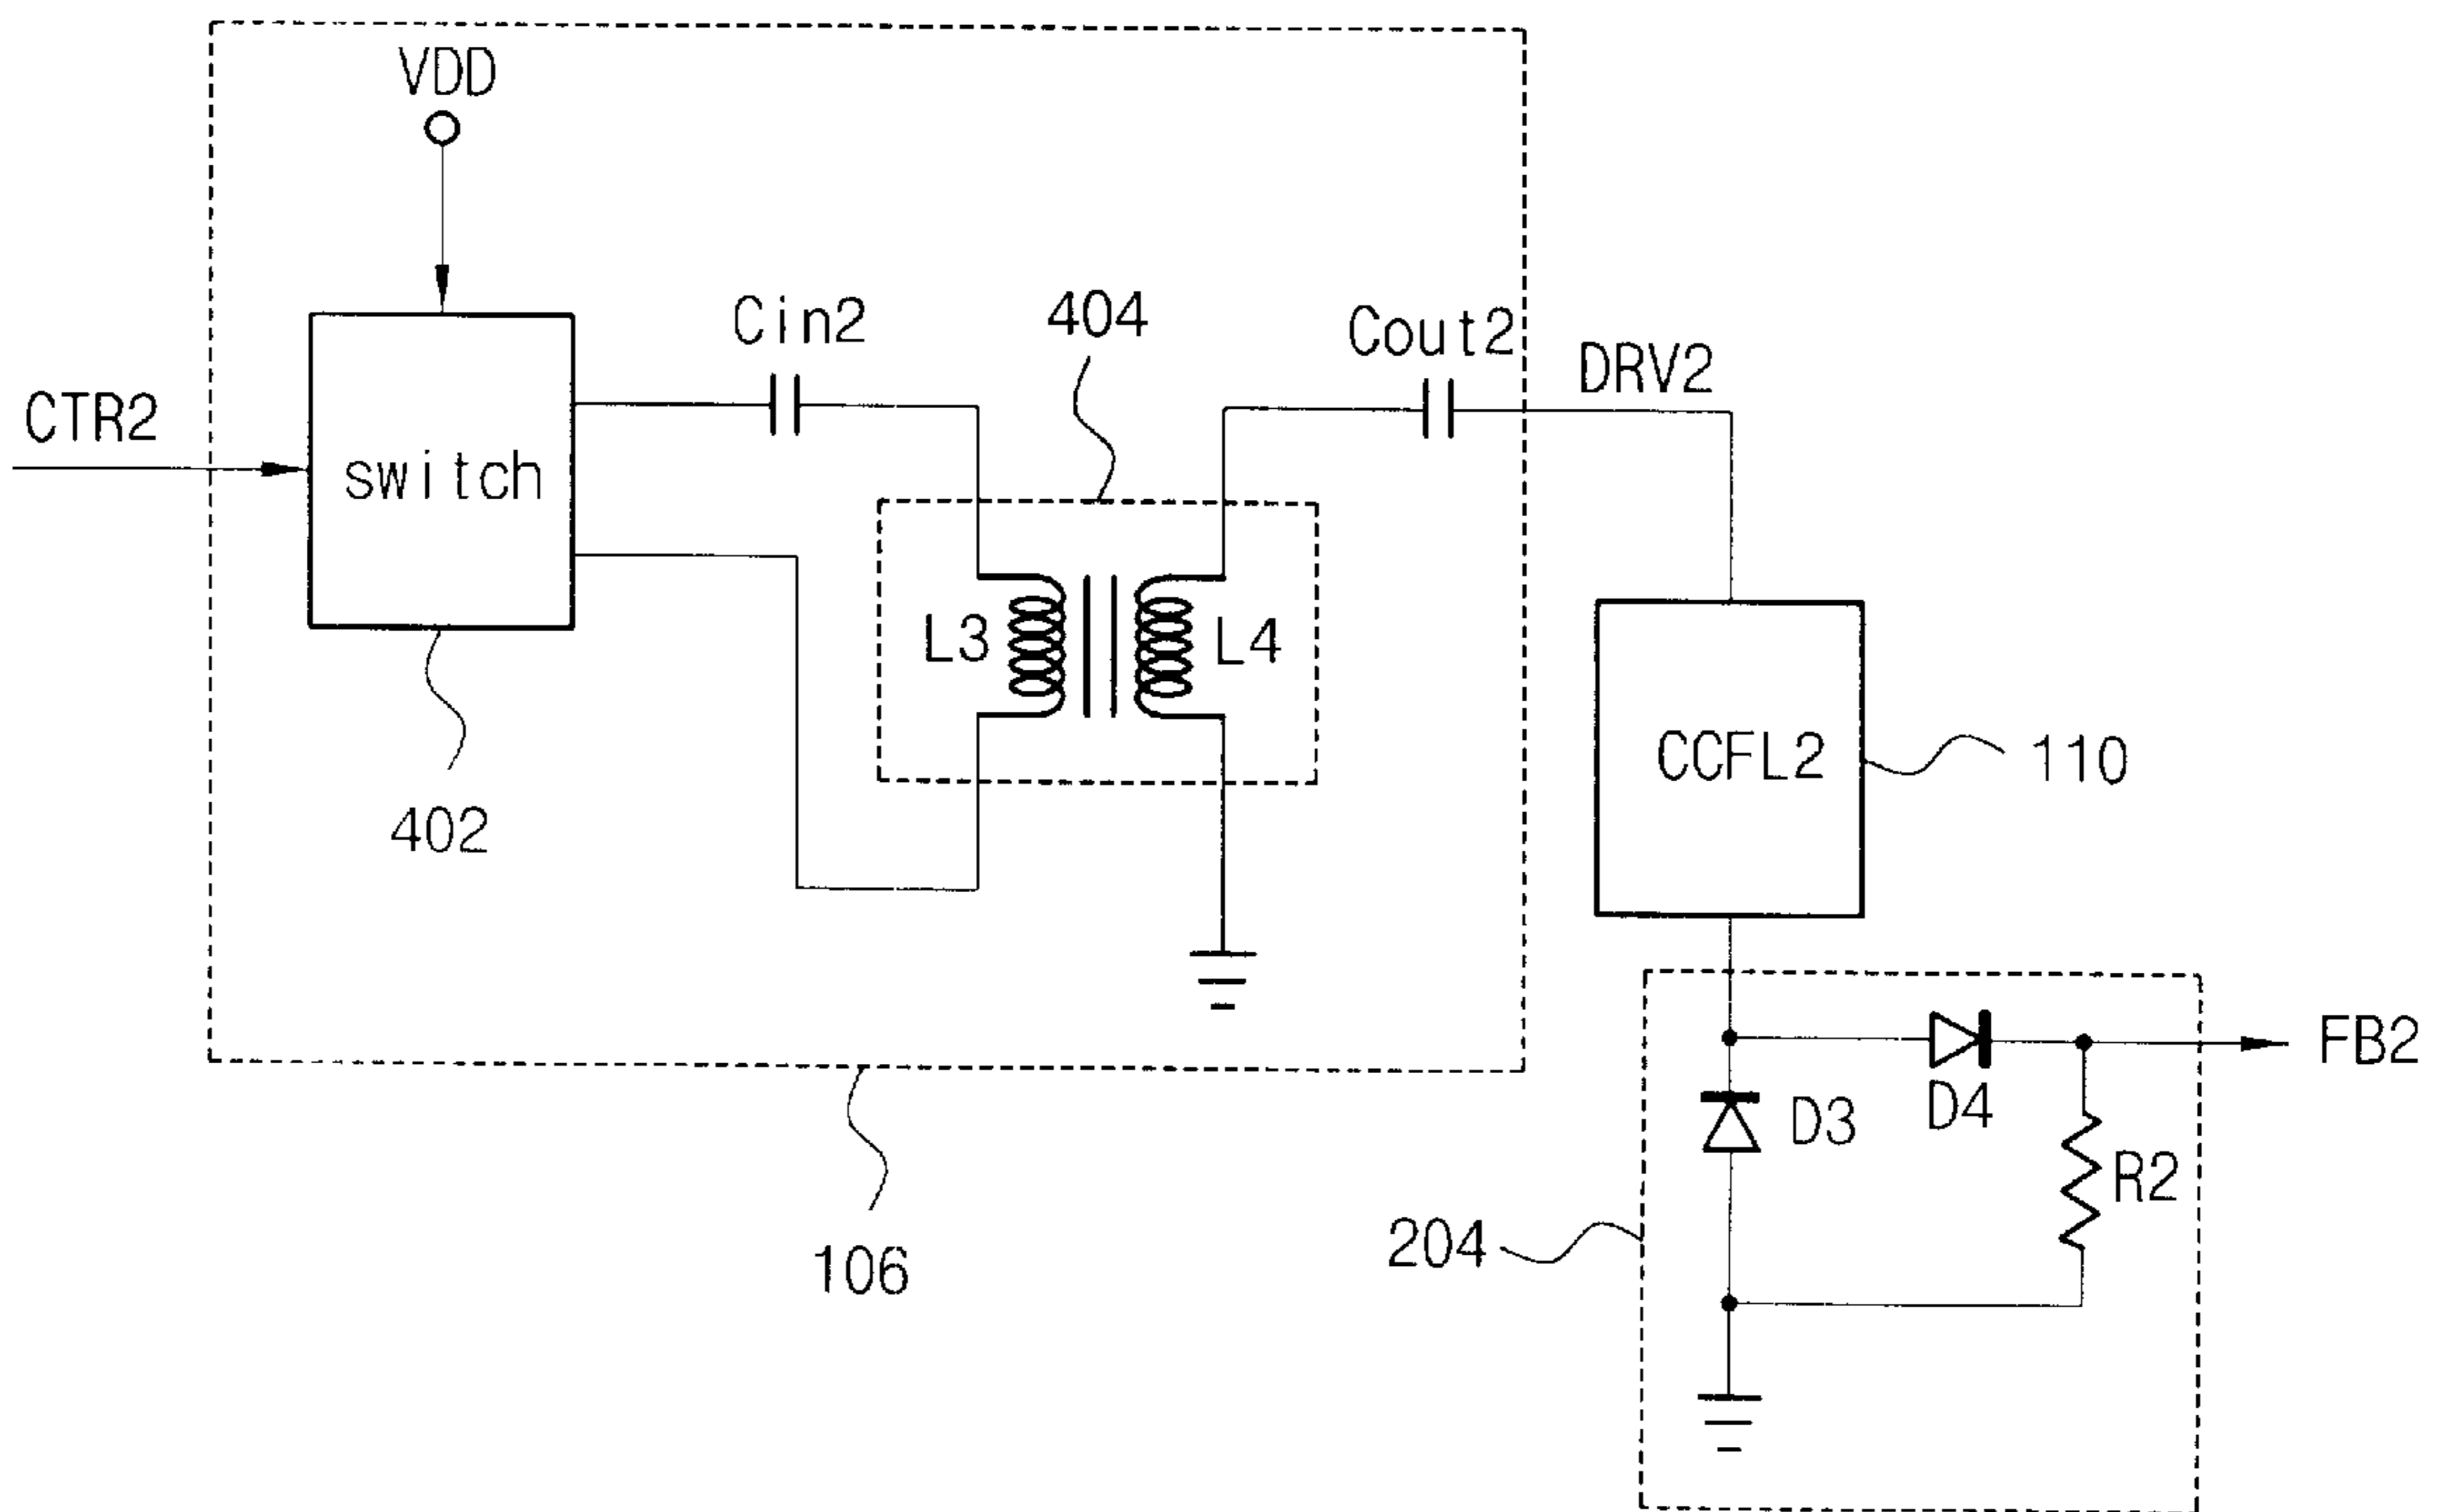 VDD
Cin2
404
Cout2
DRV2
CTR2
switch
L3
L4
CCFL2
110
402
FB2
D3
D4
R2
204
106